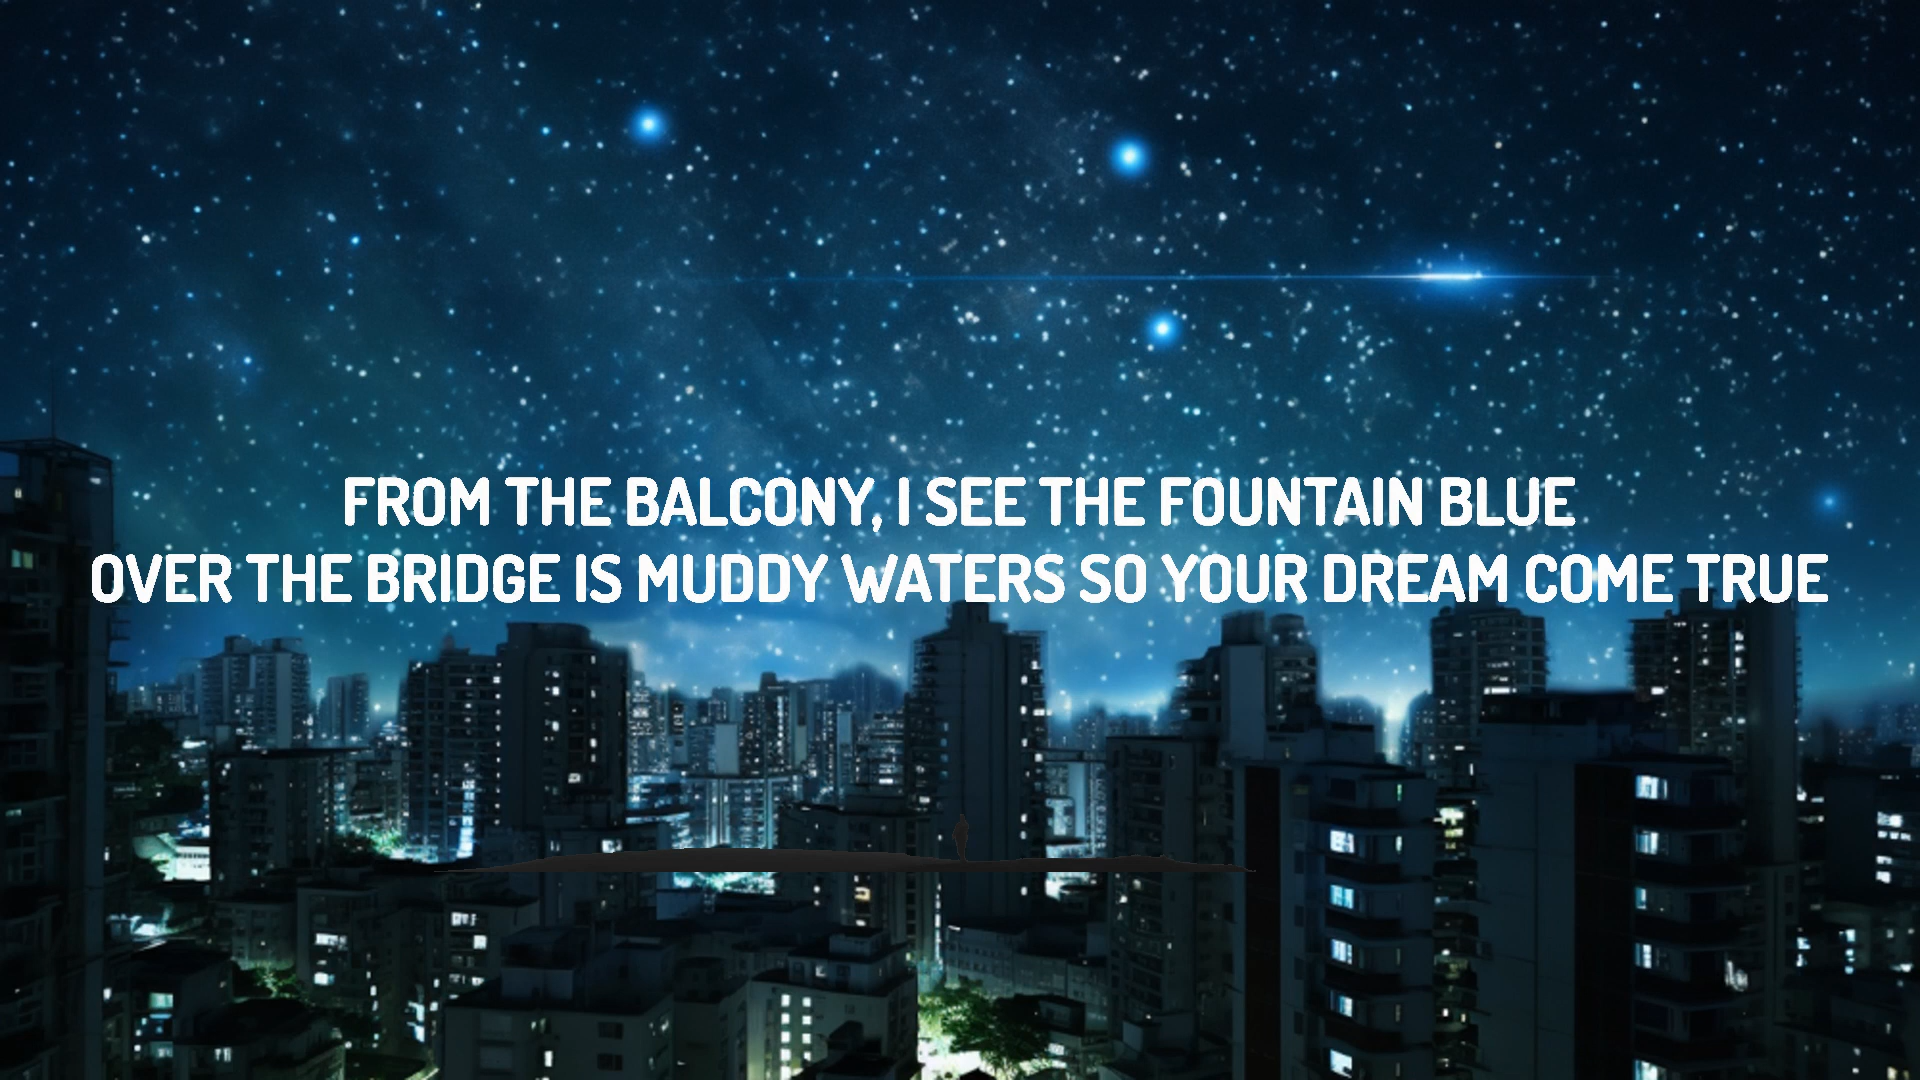 FROM THE BALCONY, I SEE THE FOUNTAIN BLUE
OVER THE BRIDGE IS MUDDY WATERS SO YOUR DREAM COME TRUE